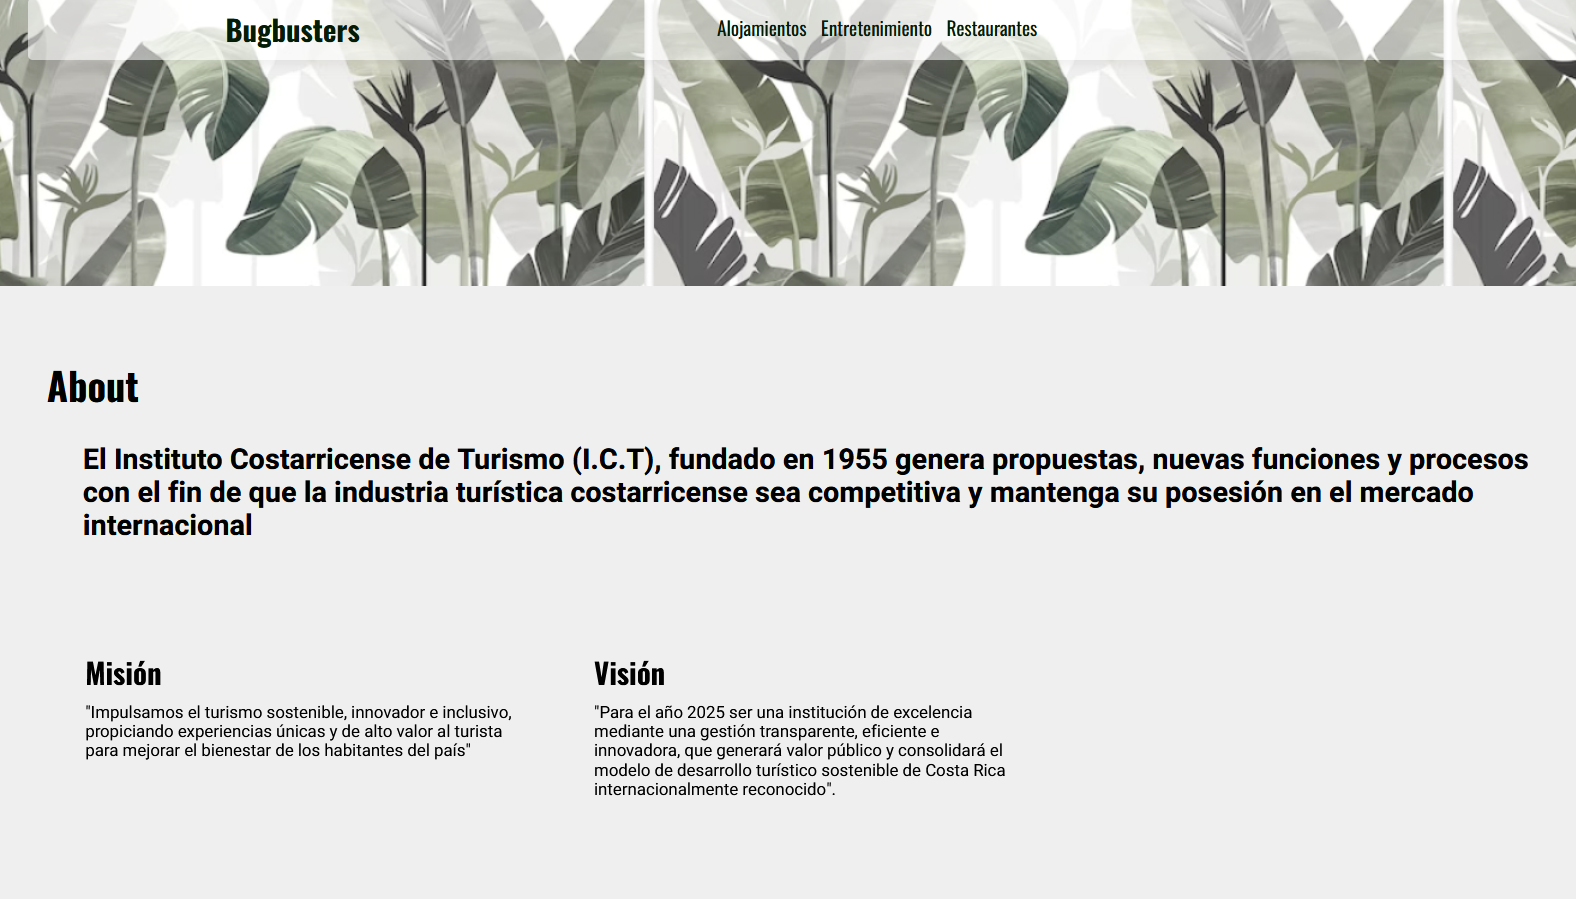 Bugbusters
Alojamientos Entretenimiento Restaurantes
About
El Instituto Costarricense de Turismo (I.C.T), fundado en 1955 genera propuestas, nuevas funciones y procesos
con el fin de que la industria turística costarricense sea competitiva y mantenga su posesión en el mercado
internacional
Misión
"Impulsamos el turismo sostenible, innovador e inclusivo,
propiciando experiencias únicas y de alto valor al turista
para mejorar el bienestar de los habitantes del país"
Visión
"Para el año 2025 ser una institución de excelencia
mediante una gestión transparente, eficiente e
innovadora, que generará valor público y consolidará el
modelo de desarrollo turístico sostenible de Costa Rica
internacionalmente reconocido".